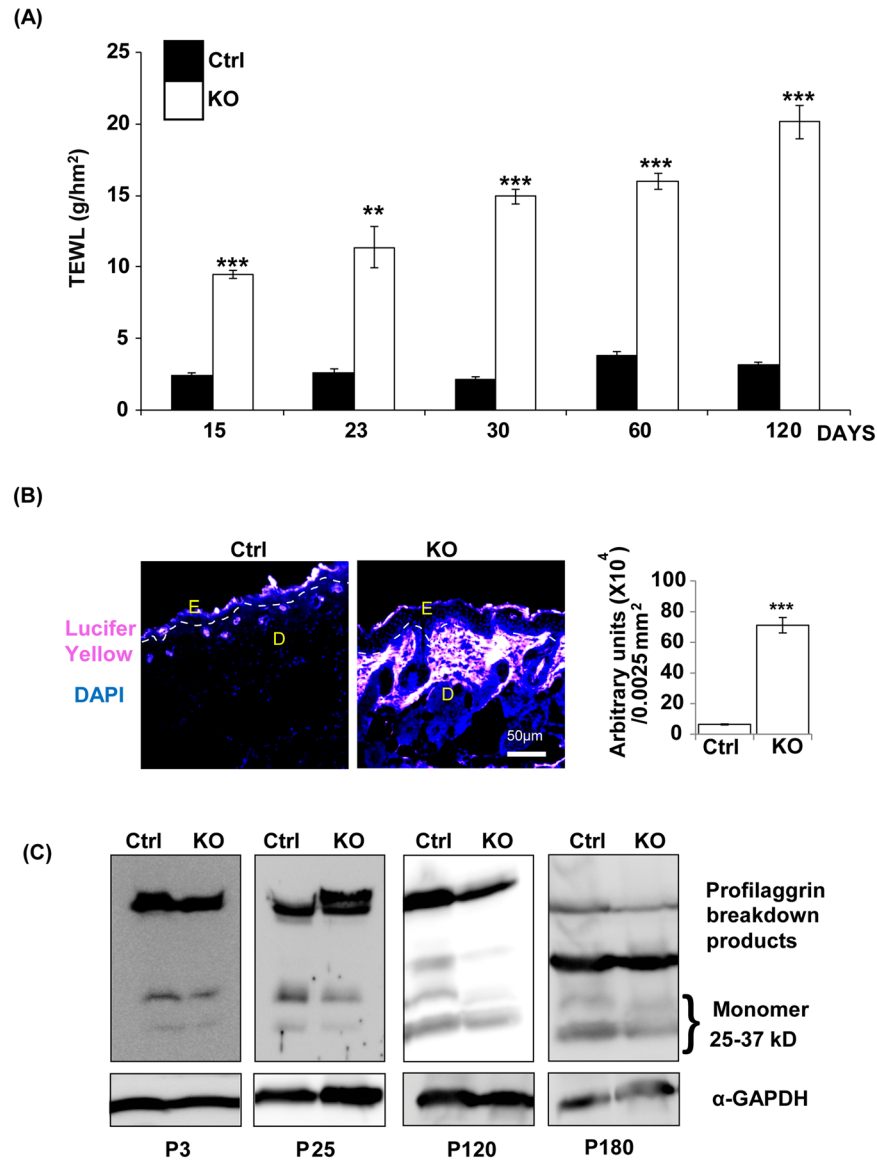 (A)
25
20
15
10
5
0
TEWL (g/hm²)
Ctrl
KO
***
**
***
***
***
15 23 30 60 120 DAYS
(B)
Ctrl KO
Lucifer
Yellow
DAPI
E
D
E
D
50µm
Arbitrary units (X10⁴)
/0.0025 mm²
100
80
60
40
20
0
***
Ctrl KO
(C)
Ctrl KO Ctrl KO Ctrl KO Ctrl KO
Profilaggrin
breakdown
products
} Monomer
25-37 kD
α-GAPDH
P3 P25 P120 P180